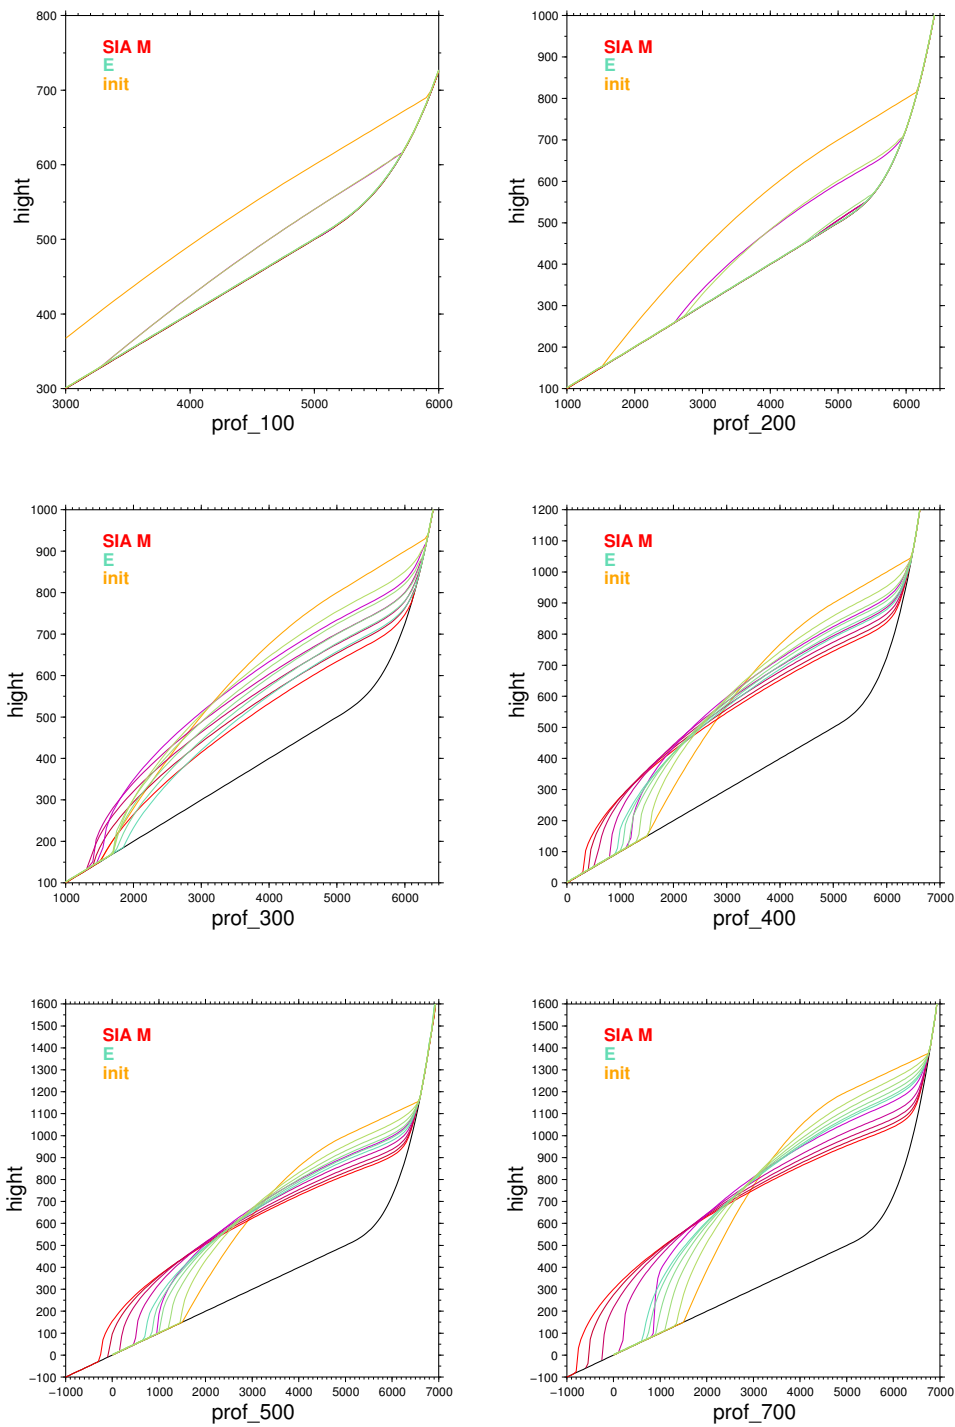 800
700
600
500
400
300
hight
SIA M
E
init
3000 4000 5000 6000
prof_100
1000
900
800
700
600
500
400
300
200
100
hight
SIA M
E
init
1000 2000 3000 4000 5000 6000
prof_200
1000
900
800
700
600
500
400
300
200
100
hight
SIA M
E
init
1000 2000 3000 4000 5000 6000
prof_300
1200
1100
1000
900
800
700
600
500
400
300
200
100
0
hight
SIA M
E
init
0 1000 2000 3000 4000 5000 6000 7000
prof_400
1600
1500
1400
1300
1200
1100
1000
900
800
700
600
500
400
300
200
100
0
−100
hight
SIA M
E
init
−1000 0 1000 2000 3000 4000 5000 6000 7000
prof_500
1600
1500
1400
1300
1200
1100
1000
900
800
700
600
500
400
300
200
100
0
−100
hight
SIA M
E
init
−1000 0 1000 2000 3000 4000 5000 6000 7000
prof_700